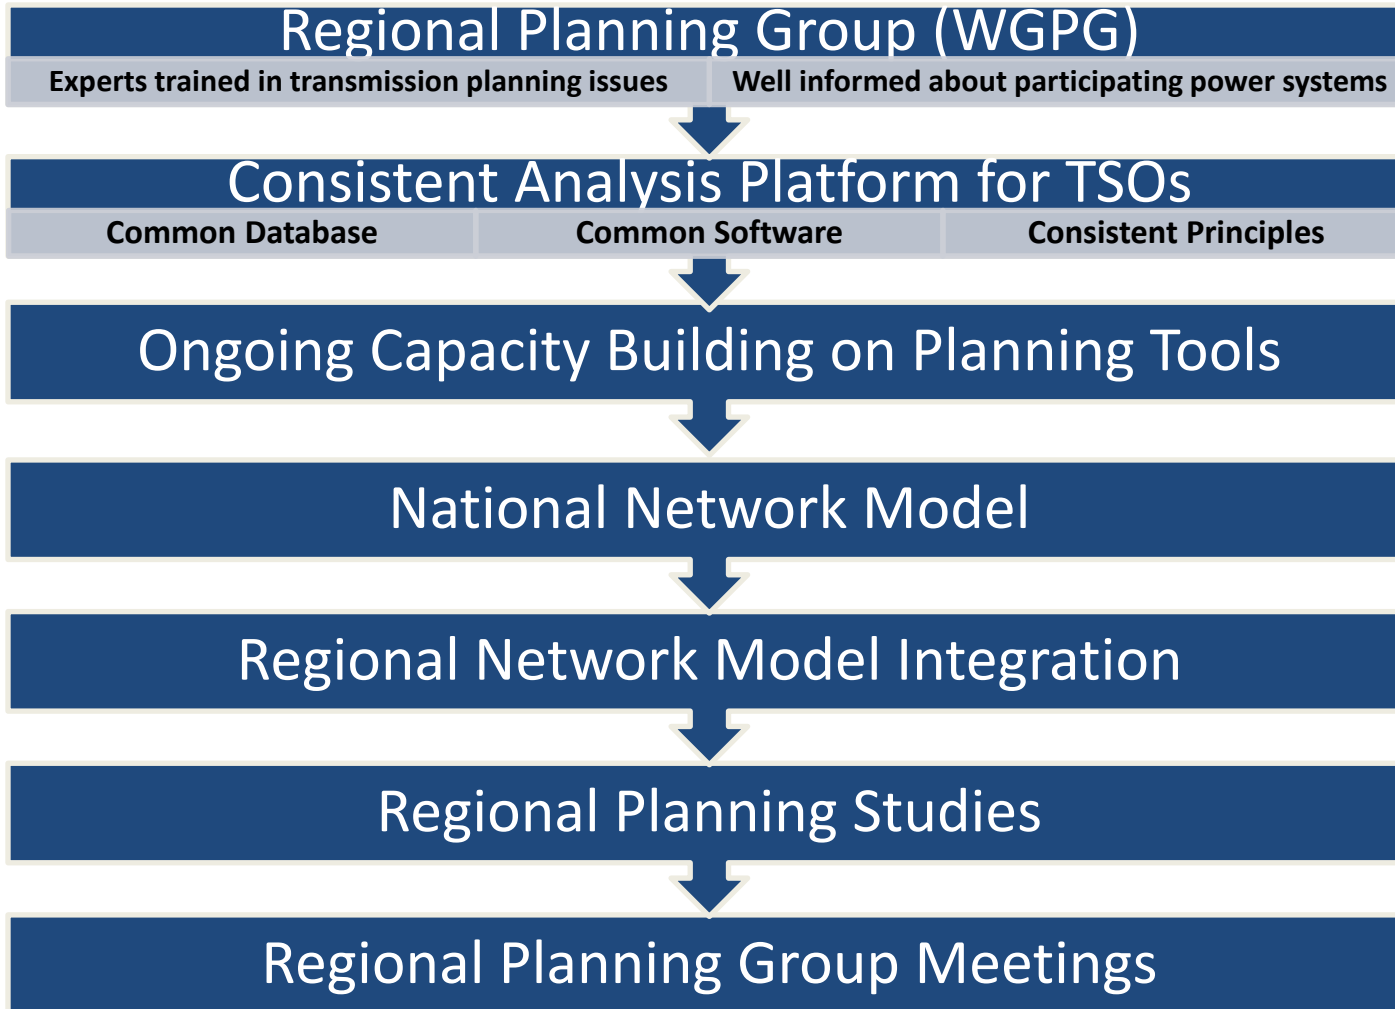 Regional Planning Group (WGPG)
Experts trained in transmission planning issues
Well informed about participating power systems
Consistent Analysis Platform for TSOs
Common Database
Common Software
Consistent Principles
Ongoing Capacity Building on Planning Tools
National Network Model
Regional Network Model Integration
Regional Planning Studies
Regional Planning Group Meetings